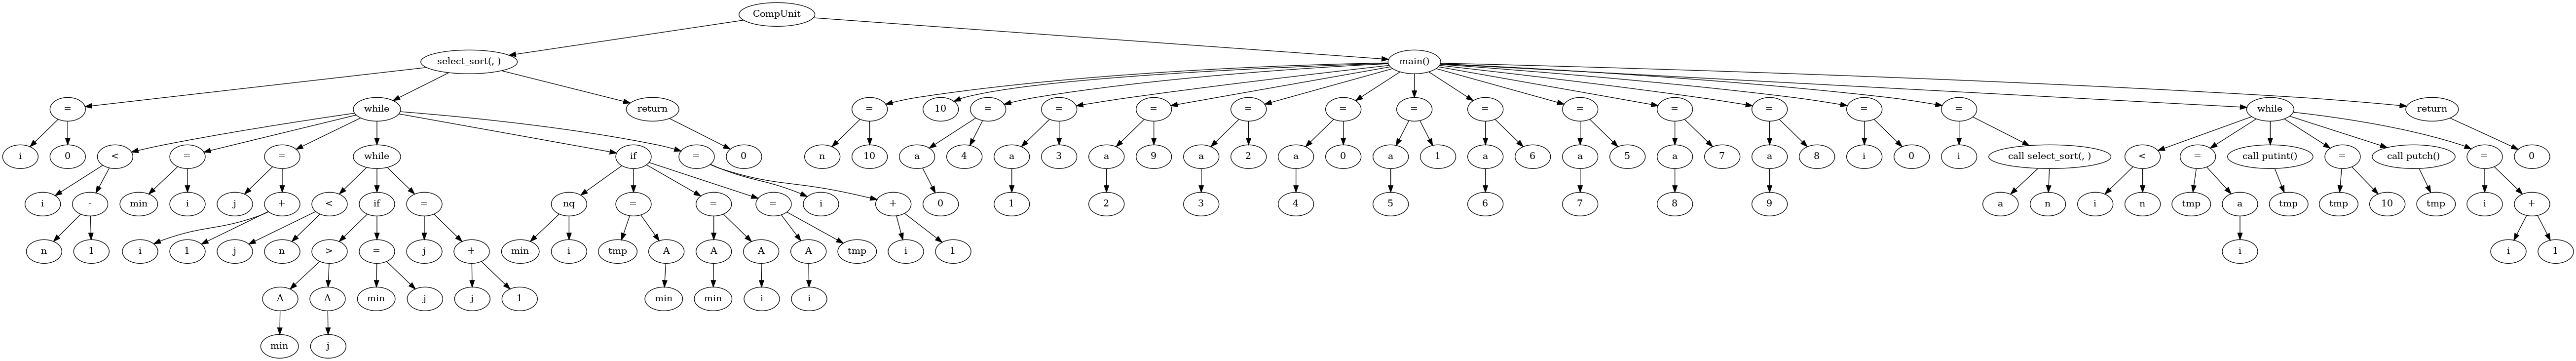 CompUnit
select_sort(, ) main()
= while return = 10 = = = = = = = = = = = = while return
i 0 < = = while if = 0 n 10 a 4 a 3 a 9 a 2 a 0 a 1 a 6 a 5 a 7 a 8 i 0 i call select_sort(, ) < = call putint() = call putch() = 0
i - min i j + < if = nq = = = i + 0 1 2 3 4 5 6 7 8 9 a n i n tmp a tmp tmp 10 tmp i +
n 1 i 1 j n > = j + min i tmp A A A A tmp i 1 i i 1
A A min j j 1 min min i i
min j